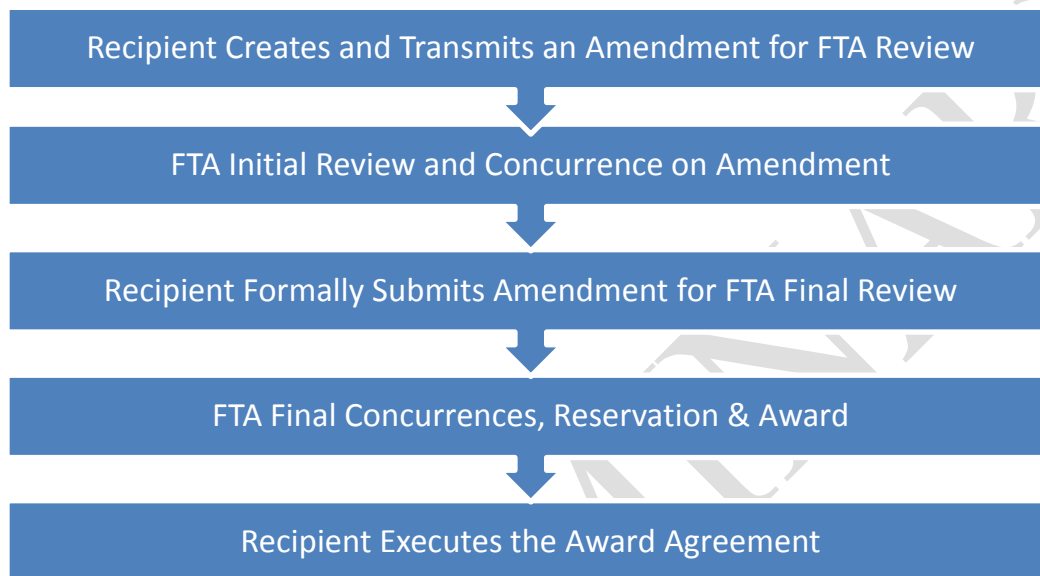 Recipient Creates and Transmits an Amendment for FTA Review
FTA Initial Review and Concurrence on Amendment
Recipient Formally Submits Amendment for FTA Final Review
FTA Final Concurrences, Reservation & Award
Recipient Executes the Award Agreement